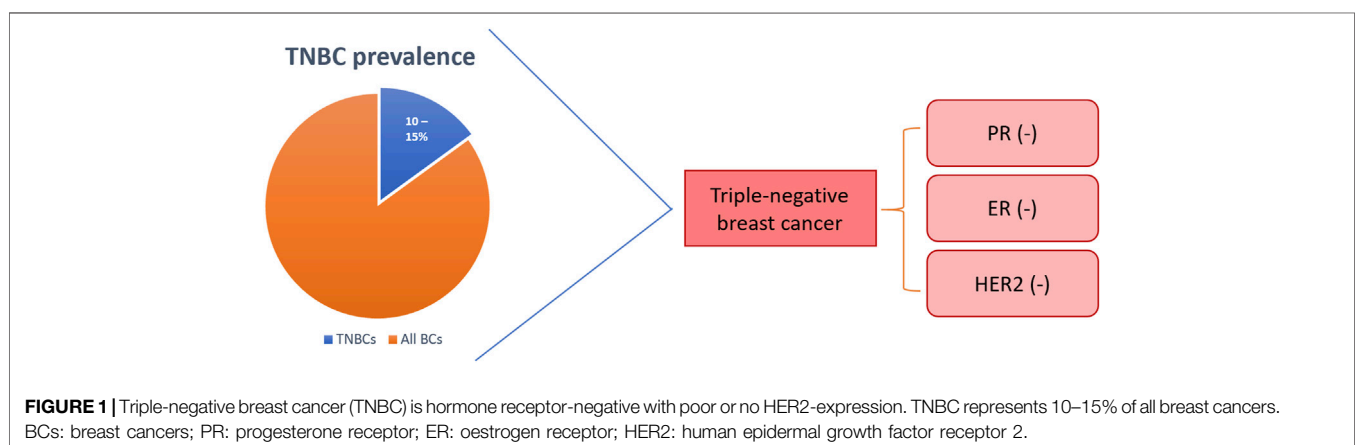 TNBC prevalence
10 –
15%
TNBCs All BCs
Triple-negative
breast cancer
PR (-)
ER (-)
HER2 (-)
FIGURE 1 | Triple-negative breast cancer (TNBC) is hormone receptor-negative with poor or no HER2-expression. TNBC represents 10–15% of all breast cancers.
BCs: breast cancers; PR: progesterone receptor; ER: oestrogen receptor; HER2: human epidermal growth factor receptor 2.